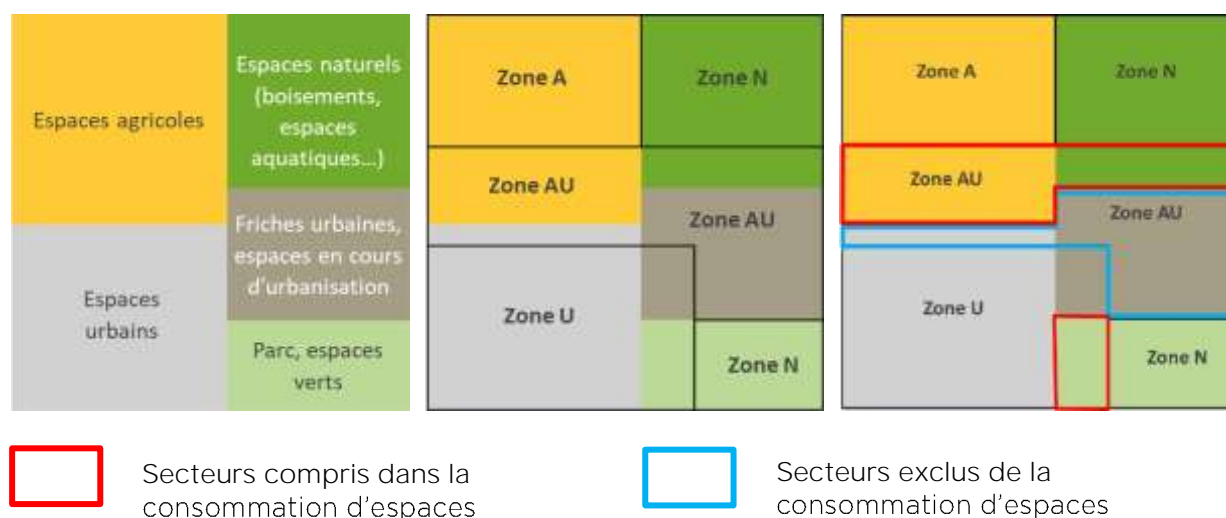 Espaces agricoles
Espaces naturels
(boisements,
espaces
aquatiques...)
Friches urbaines,
espaces en cours
d'urbanisation
Espaces
urbains
Parc, espaces
verts
Zone A
Zone N
Zone AU
Zone AU
Zone U
Zone N
Zone A
Zone N
Zone AU
Zone AU
Zone U
Zone N
Secteurs compris dans la
consommation d'espaces
Secteurs exclus de la
consommation d'espaces